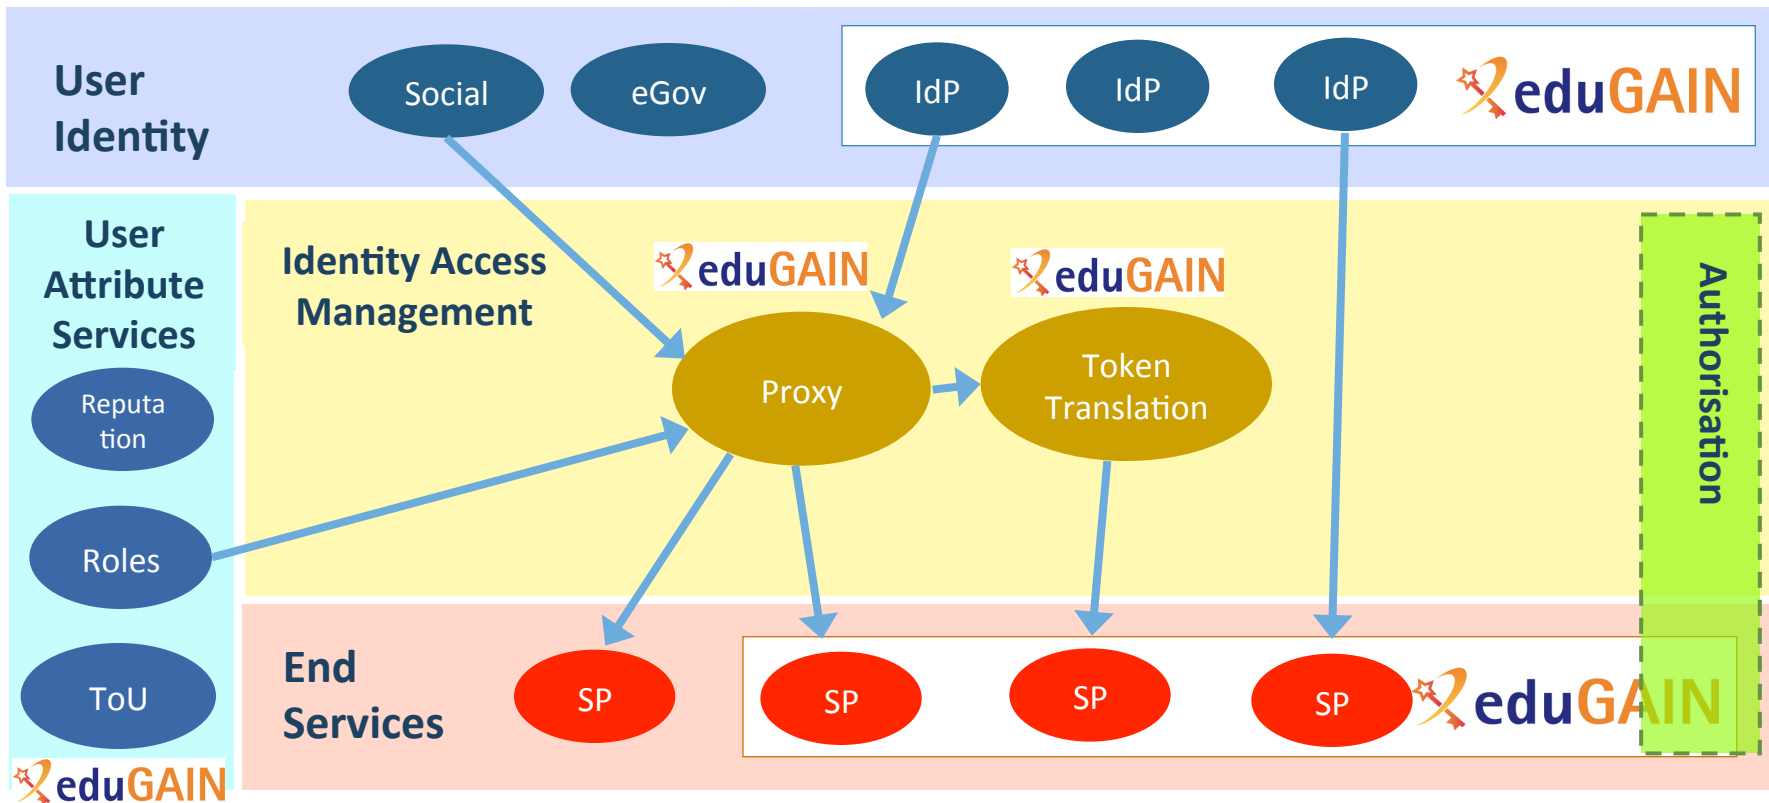 User
Identity
Social
eGov
IdP
IdP
IdP
eduGAIN
User
Attribute
Services
Reputa
tion
Roles
ToU
eduGAIN
Identity Access
Management
eduGAIN
eduGAIN
Proxy
Token
Translation
Authorisation
End
Services
SP
SP
SP
SP
eduGAIN